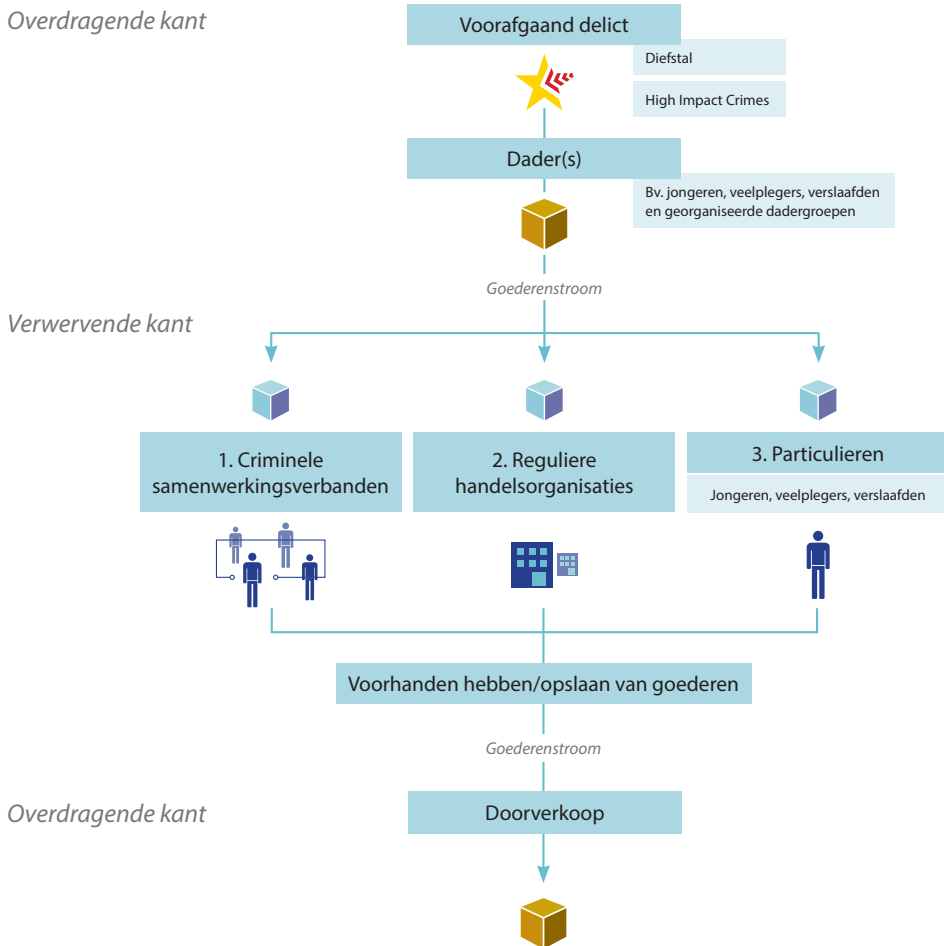 Overdragende kant
Voorafgaand delict
Diefstal
High Impact Crimes
Dader(s)
Bv. jongeren, veelplegers, verslaafden
en georganiseerde dadergroepen
Goederenstroom
Verwervende kant
1. Criminele
samenwerkingsverbanden
2. Reguliere
handelsorganisaties
3. Particulieren
Jongeren, veelplegers, verslaafden
Voorhanden hebben/opslaan van goederen
Goederenstroom
Overdragende kant
Doorverkoop